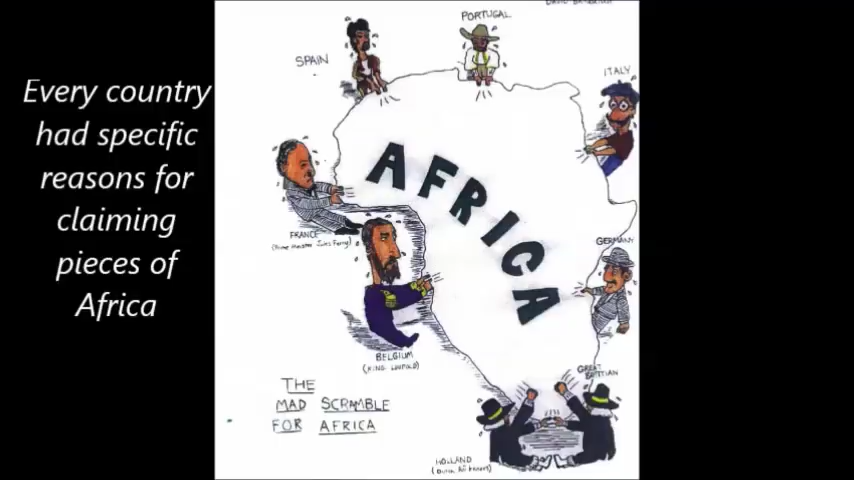 Every country
had specific
reasons for
claiming
pieces of
Africa
PORTUGAL
SPAIN
ITALY
AFRICA
FRANCE
GERMANY
BELGIUM
(KING LEOPOLD)
GREAT
THE
MAD SCRAMBLE
FOR AFRICA
HOLLAND